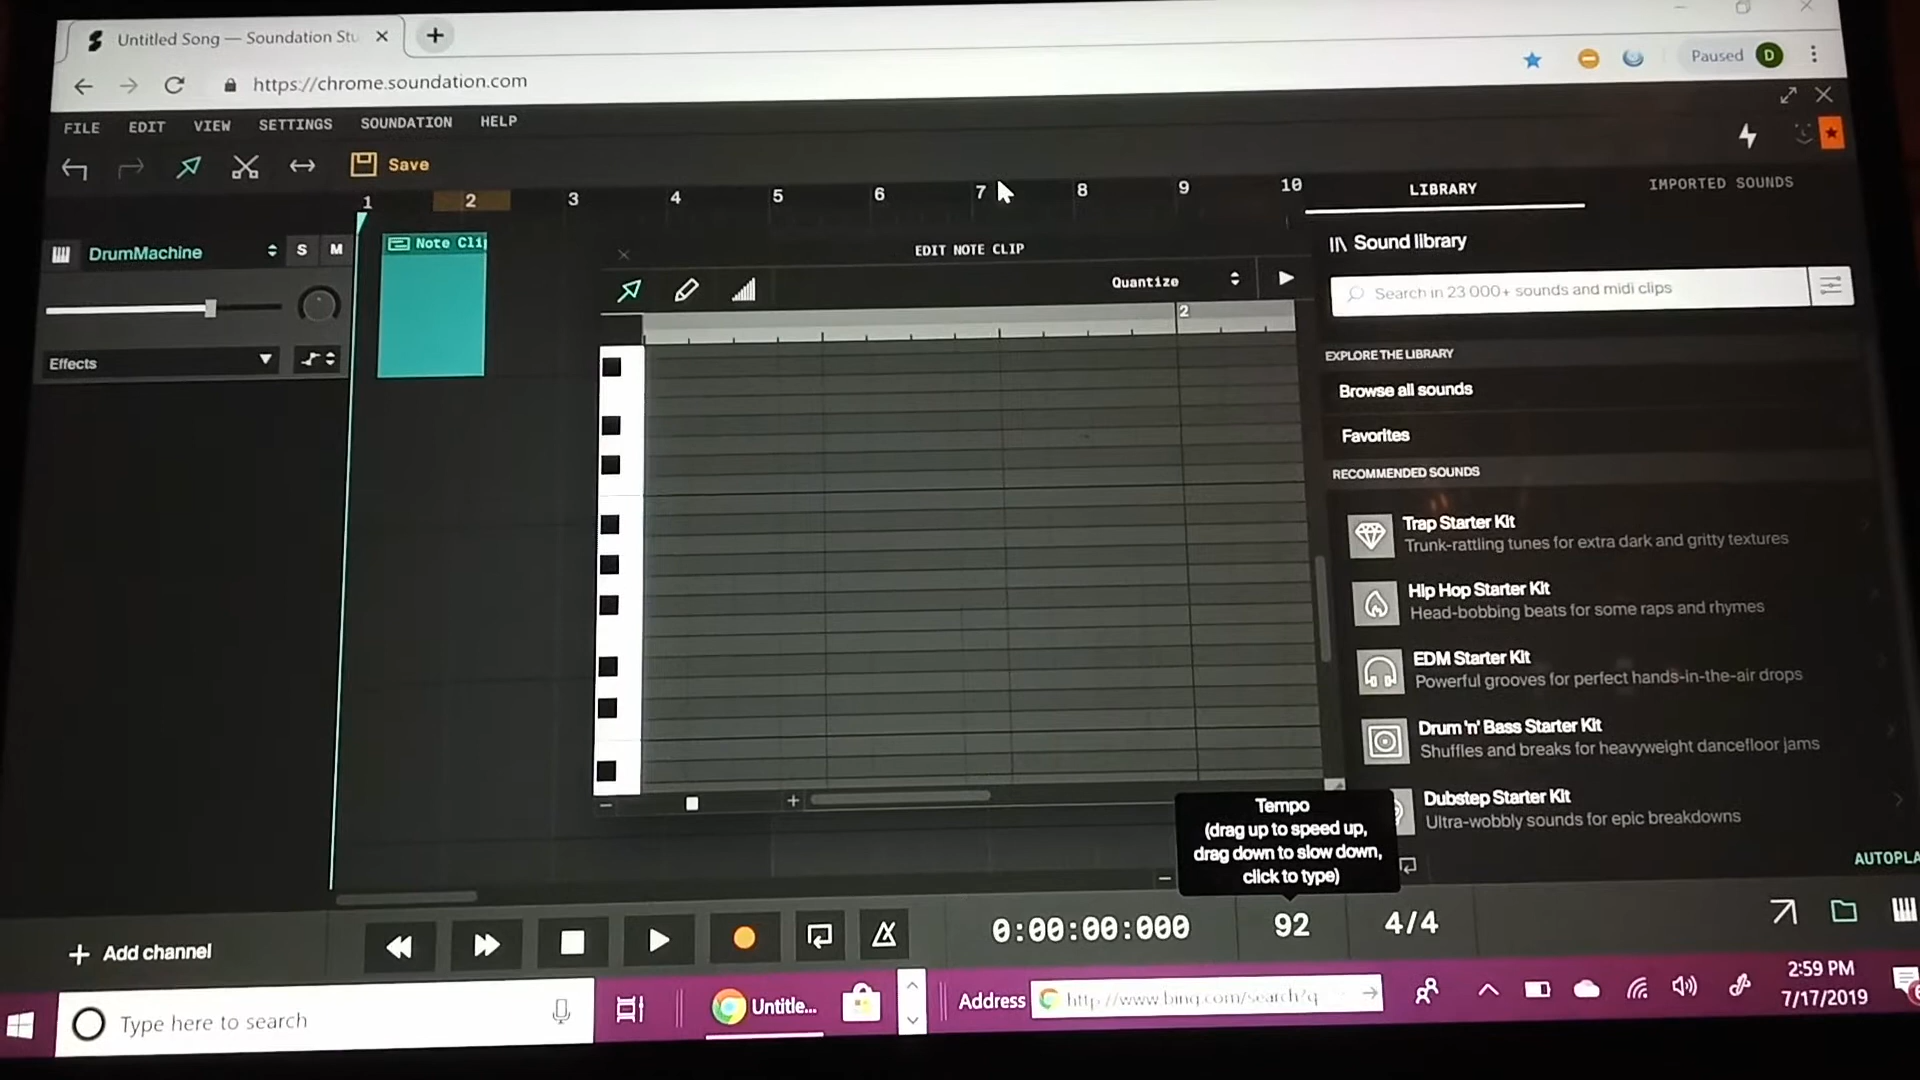 Untitled Song — Soundation Stu
https://chrome.soundation.com
Paused D
FILE EDIT VIEW SETTINGS SOUNDATION HELP
Save
1 2 3 4 5 6 7 8 9 10
LIBRARY IMPORTED SOUNDS
DrumMachine S M
Note Cli
EDIT NOTE CLIP
Quantize
2
Effects
Sound library
Search in 23 000+ sounds and midi clips
EXPLORE THE LIBRARY
Browse all sounds
Favorites
RECOMMENDED SOUNDS
Trap Starter Kit
Trunk-rattling tunes for extra dark and gritty textures
Hip Hop Starter Kit
Head-bobbing beats for some raps and rhymes
EDM Starter Kit
Powerful grooves for perfect hands-in-the-air drops
Drum 'n' Bass Starter Kit
Shuffles and breaks for heavyweight dancefloor jams
Dubstep Starter Kit
Ultra-wobbly sounds for epic breakdowns
Tempo
(drag up to speed up,
drag down to slow down,
click to type)
AUTOPLA
+ Add channel
0:00:00:000 92 4/4
Type here to search
Untitle...
Address http://www.bing.com/search?q
2:59 PM
7/17/2019